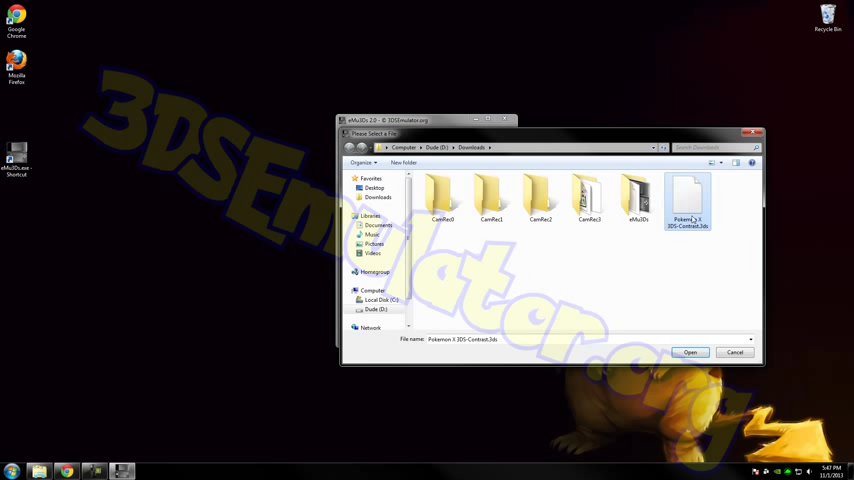 Google
Chrome
Mozilla
Firefox
eMu3Ds.exe -
Shortcut
Recycle Bin
3DSEmulator.org
eMu3Ds 2.0 - © 3DSEmulator.org
Please Select a File
Computer
Dude (D:)
Downloads
Search Downloads
Organize
New folder
Favorites
Desktop
Downloads
Libraries
Documents
Music
Pictures
Videos
Homegroup
Computer
Local Disk (C:)
Dude (D:)
Network
CamRec0
CamRec1
CamRec2
CamRec3
eMu3Ds
Pokemon X
3DS-Contrast.3ds
File name:
Pokemon X 3DS-Contrast.3ds
Open
Cancel
5:47 PM
11/1/2013